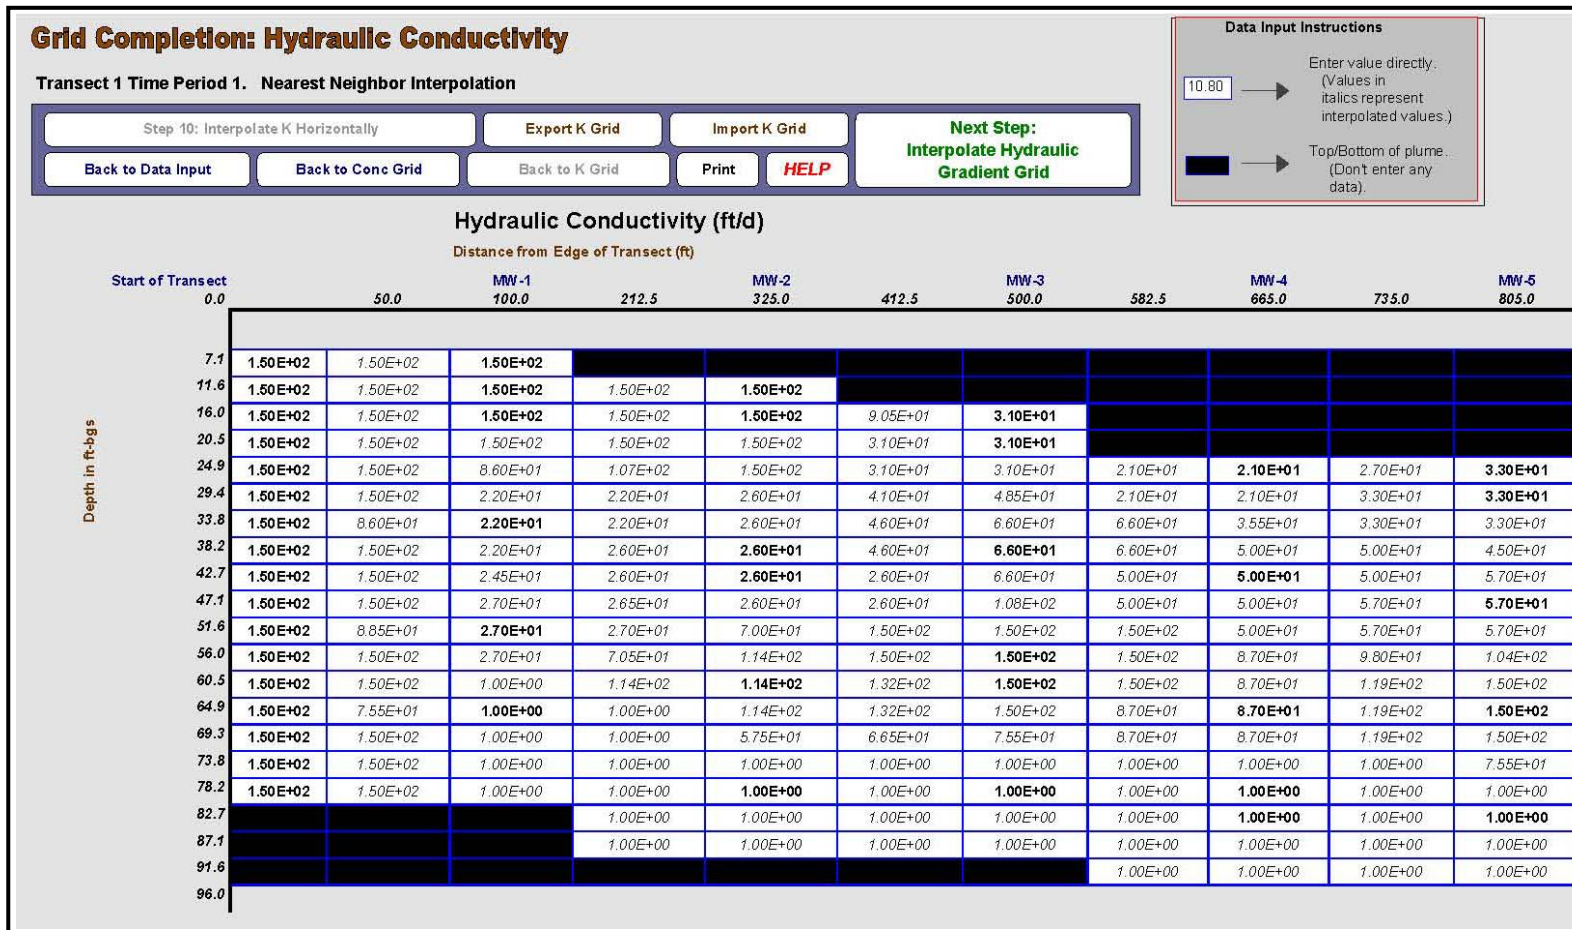 Grid Completion: Hydraulic Conductivity
Transect 1 Time Period 1.   Nearest Neighbor Interpolation
Step 10: Interpolate K Horizontally
Export K Grid
Import K Grid
Next Step:
Interpolate Hydraulic
Gradient Grid
Back to Data Input
Back to Conc Grid
Back to K Grid
Print
HELP
Data Input Instructions
10.80
Enter value directly.
(Values in
italics represent
interpolated values.)
Top/Bottom of plume.
(Don't enter any
data).
Hydraulic Conductivity (ft/d)
Distance from Edge of Transect (ft)
Start of Transect MW-1 MW-2 MW-3 MW-4 MW-5
0.0 50.0 100.0 212.5 325.0 412.5 500.0 582.5 665.0 735.0 805.0
Depth in ft-bgs
7.1 1.50E+02 1.50E+02 1.50E+02
11.6 1.50E+02 1.50E+02 1.50E+02 1.50E+02 1.50E+02
16.0 1.50E+02 1.50E+02 1.50E+02 1.50E+02 1.50E+02 9.05E+01 3.10E+01
20.5 1.50E+02 1.50E+02 1.50E+02 1.50E+02 1.50E+02 3.10E+01 3.10E+01
24.9 1.50E+02 1.50E+02 8.60E+01 1.07E+02 1.50E+02 3.10E+01 3.10E+01 2.10E+01 2.10E+01 2.70E+01 3.30E+01
29.4 1.50E+02 1.50E+02 2.20E+01 2.20E+01 2.60E+01 4.10E+01 4.85E+01 2.10E+01 2.10E+01 3.30E+01 3.30E+01
33.8 1.50E+02 8.60E+01 2.20E+01 2.20E+01 2.60E+01 4.60E+01 6.60E+01 6.60E+01 3.55E+01 3.30E+01 3.30E+01
38.2 1.50E+02 1.50E+02 2.20E+01 2.60E+01 2.60E+01 4.60E+01 6.60E+01 6.60E+01 5.00E+01 5.00E+01 4.50E+01
42.7 1.50E+02 1.50E+02 2.45E+01 2.60E+01 2.60E+01 2.60E+01 6.60E+01 5.00E+01 5.00E+01 5.00E+01 5.70E+01
47.1 1.50E+02 1.50E+02 2.70E+01 2.65E+01 2.60E+01 2.60E+01 1.08E+02 5.00E+01 5.00E+01 5.70E+01 5.70E+01
51.6 1.50E+02 8.85E+01 2.70E+01 2.70E+01 7.00E+01 1.50E+02 1.50E+02 1.50E+02 5.00E+01 5.70E+01 5.70E+01
56.0 1.50E+02 1.50E+02 2.70E+01 7.05E+01 1.14E+02 1.50E+02 1.50E+02 1.50E+02 8.70E+01 9.80E+01 1.04E+02
60.5 1.50E+02 1.50E+02 1.00E+00 1.14E+02 1.14E+02 1.32E+02 1.50E+02 1.50E+02 8.70E+01 1.19E+02 1.50E+02
64.9 1.50E+02 7.55E+01 1.00E+00 1.00E+00 1.14E+02 1.32E+02 1.50E+02 8.70E+01 8.70E+01 1.19E+02 1.50E+02
69.3 1.50E+02 1.50E+02 1.00E+00 1.00E+00 5.75E+01 6.65E+01 7.55E+01 8.70E+01 8.70E+01 1.19E+02 1.50E+02
73.8 1.50E+02 1.50E+02 1.00E+00 1.00E+00 1.00E+00 1.00E+00 1.00E+00 1.00E+00 1.00E+00 1.00E+00 7.55E+01
78.2 1.50E+02 1.50E+02 1.00E+00 1.00E+00 1.00E+00 1.00E+00 1.00E+00 1.00E+00 1.00E+00 1.00E+00 1.00E+00
82.7 1.00E+00 1.00E+00 1.00E+00 1.00E+00 1.00E+00 1.00E+00 1.00E+00 1.00E+00
87.1 1.00E+00 1.00E+00 1.00E+00 1.00E+00 1.00E+00 1.00E+00 1.00E+00 1.00E+00
91.6 1.00E+00 1.00E+00 1.00E+00 1.00E+00
96.0